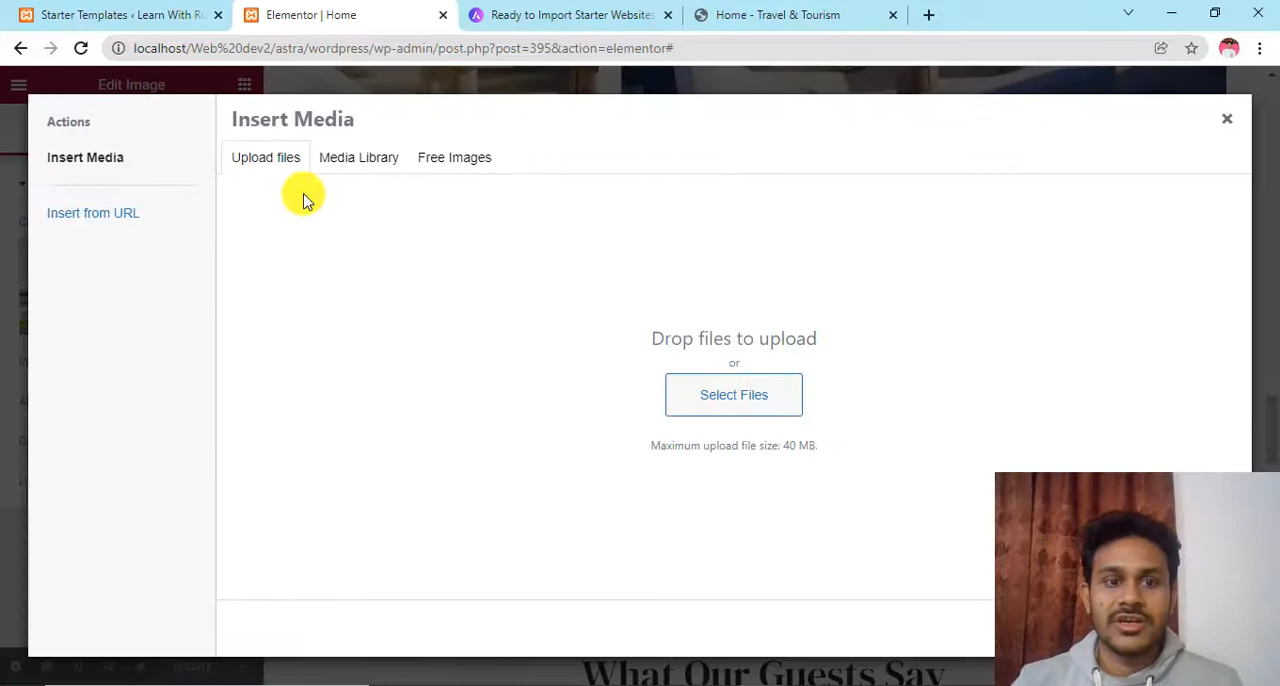 Starter Templates ‹ Learn With Ru
Elementor | Home
Ready to Import Starter Websites
Home - Travel & Tourism
localhost/Web%20dev2/astra/wordpress/wp-admin/post.php?post=395&action=elementor#
Edit Image
Actions
Insert Media
Insert from URL
Insert Media
Upload files
Media Library
Free Images
Drop files to upload
or
Select Files
Maximum upload file size: 40 MB.
What Our Guests Say